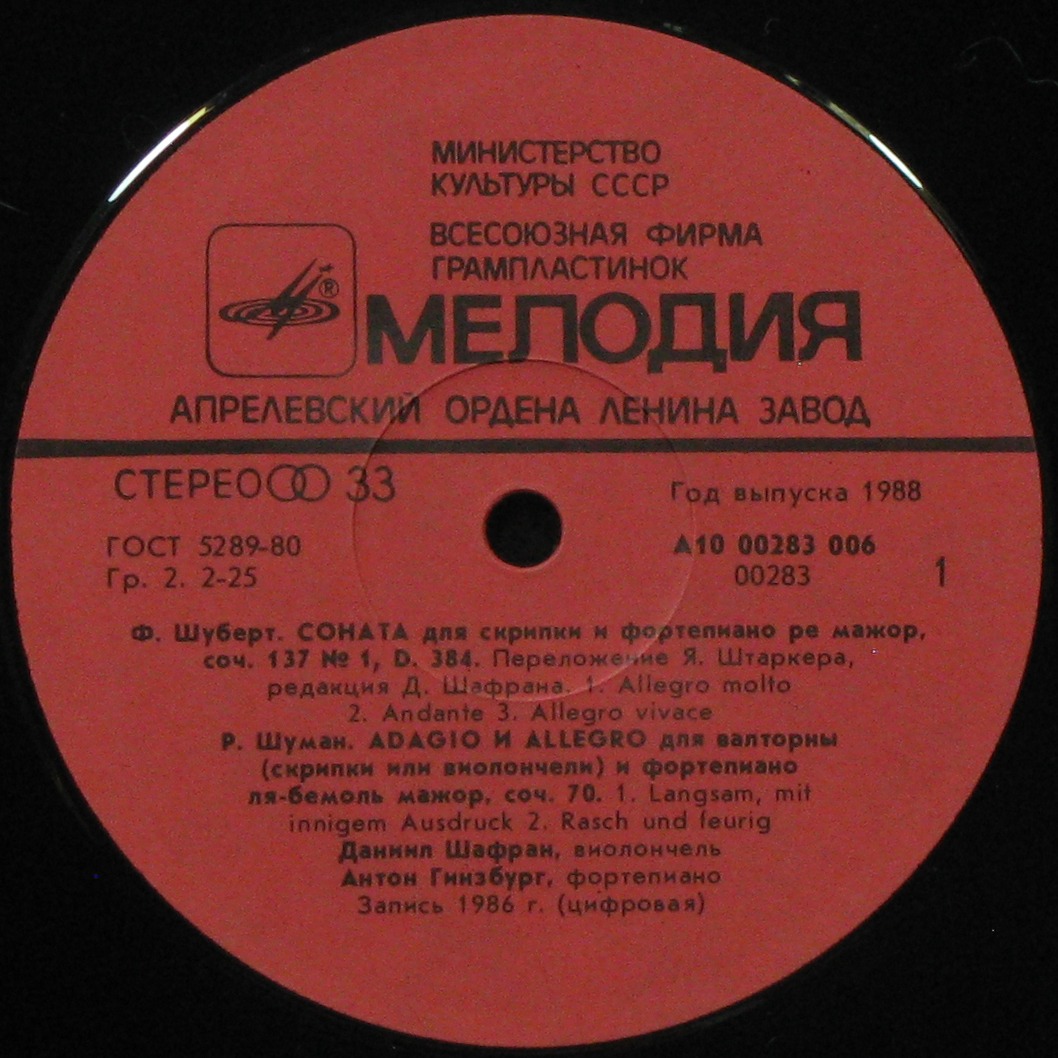 МИНИСТЕРСТВО
КУЛЬТУРЫ СССР
ВСЕСОЮЗНАЯ ФИРМА
ГРАМПЛАСТИНОК
®
МЕЛОДИЯ
АПРЕЛЕВСКИЙ ОРДЕНА ЛЕНИНА ЗАВОД
СТЕРЕО 33
Год выпуска 1988
ГОСТ 5289-80
А10 00283 006
Гр. 2. 2-25
00283
1
Ф. Шуберт. СОНАТА для скрипки и фортепиано ре мажор,
соч. 137 № 1, D. 384. Переложение Я. Штаркера,
редакция Д. Шафрана. 1. Allegro molto
2. Andante 3. Allegro vivace
Р. Шуман. ADAGIO И ALLEGRO для валторны
(скрипки или виолончели) и фортепиано
ля-бемоль мажор, соч. 70. 1. Langsam, mit
innigem Ausdruck 2. Rasch und feurig
Даниил Шафран, виолончель
Антон Гинзбург, фортепиано
Запись 1986 г. (цифровая)